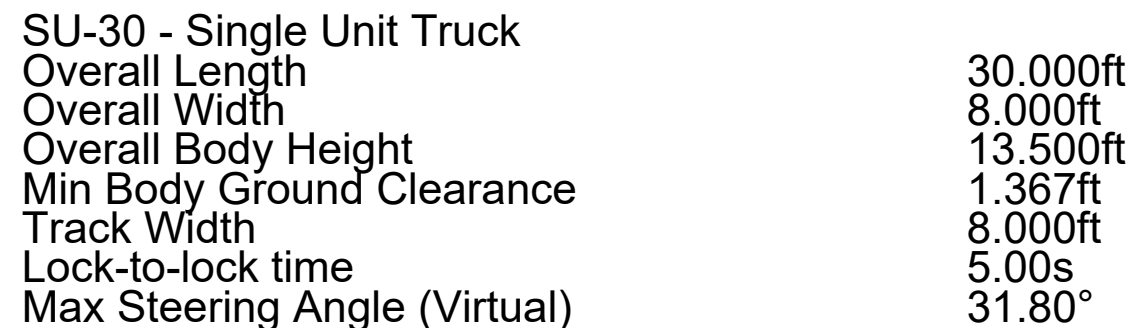 SU-30 - Single Unit Truck
Overall Length 30.000ft
Overall Width 8.000ft
Overall Body Height 13.500ft
Min Body Ground Clearance 1.367ft
Track Width 8.000ft
Lock-to-lock time 5.00s
Max Steering Angle (Virtual) 31.80°